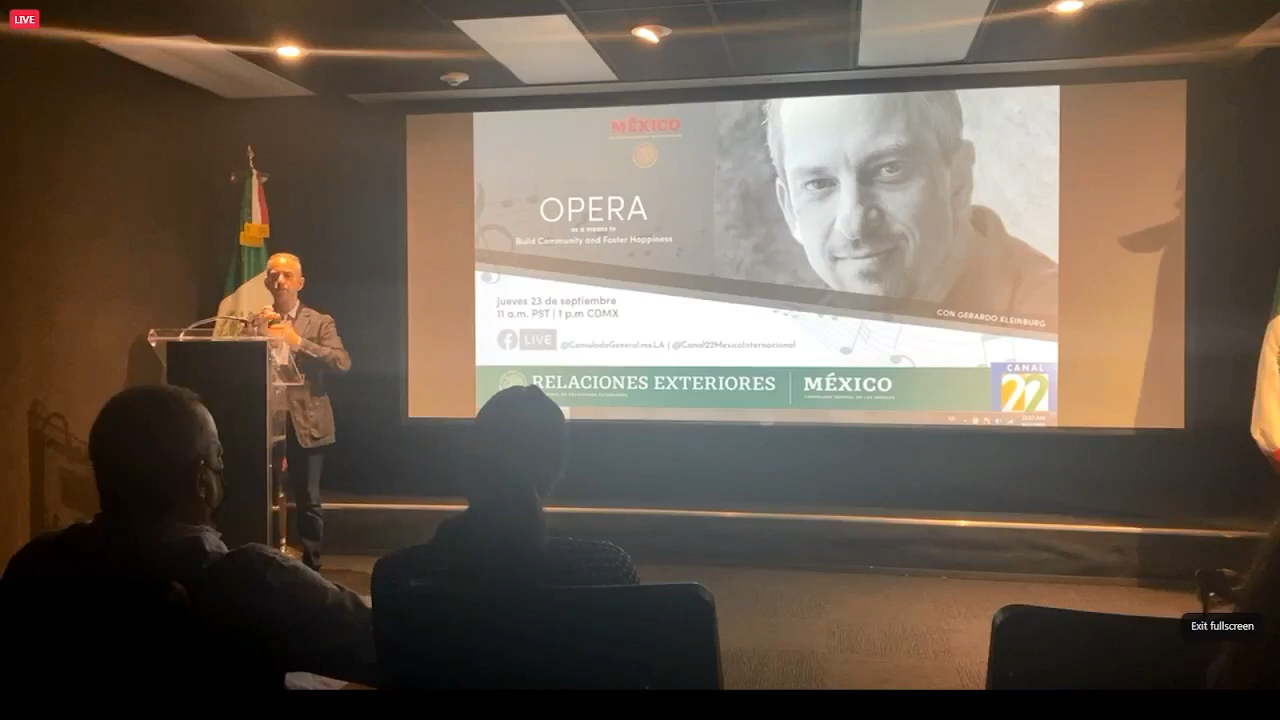 LIVE
MÉXICO
OPERA
as a means to
Build Community and Foster Happiness
jueves 23 de septiembre
11 a.m. PST | 1 p.m CDMX
CON GERARDO KLEINBURG
LIVE @ConsuladoGeneral.mx.LA | @Canal22MexicoInternacional
RELACIONES EXTERIORES
MÉXICO
CANAL
22
Exit fullscreen